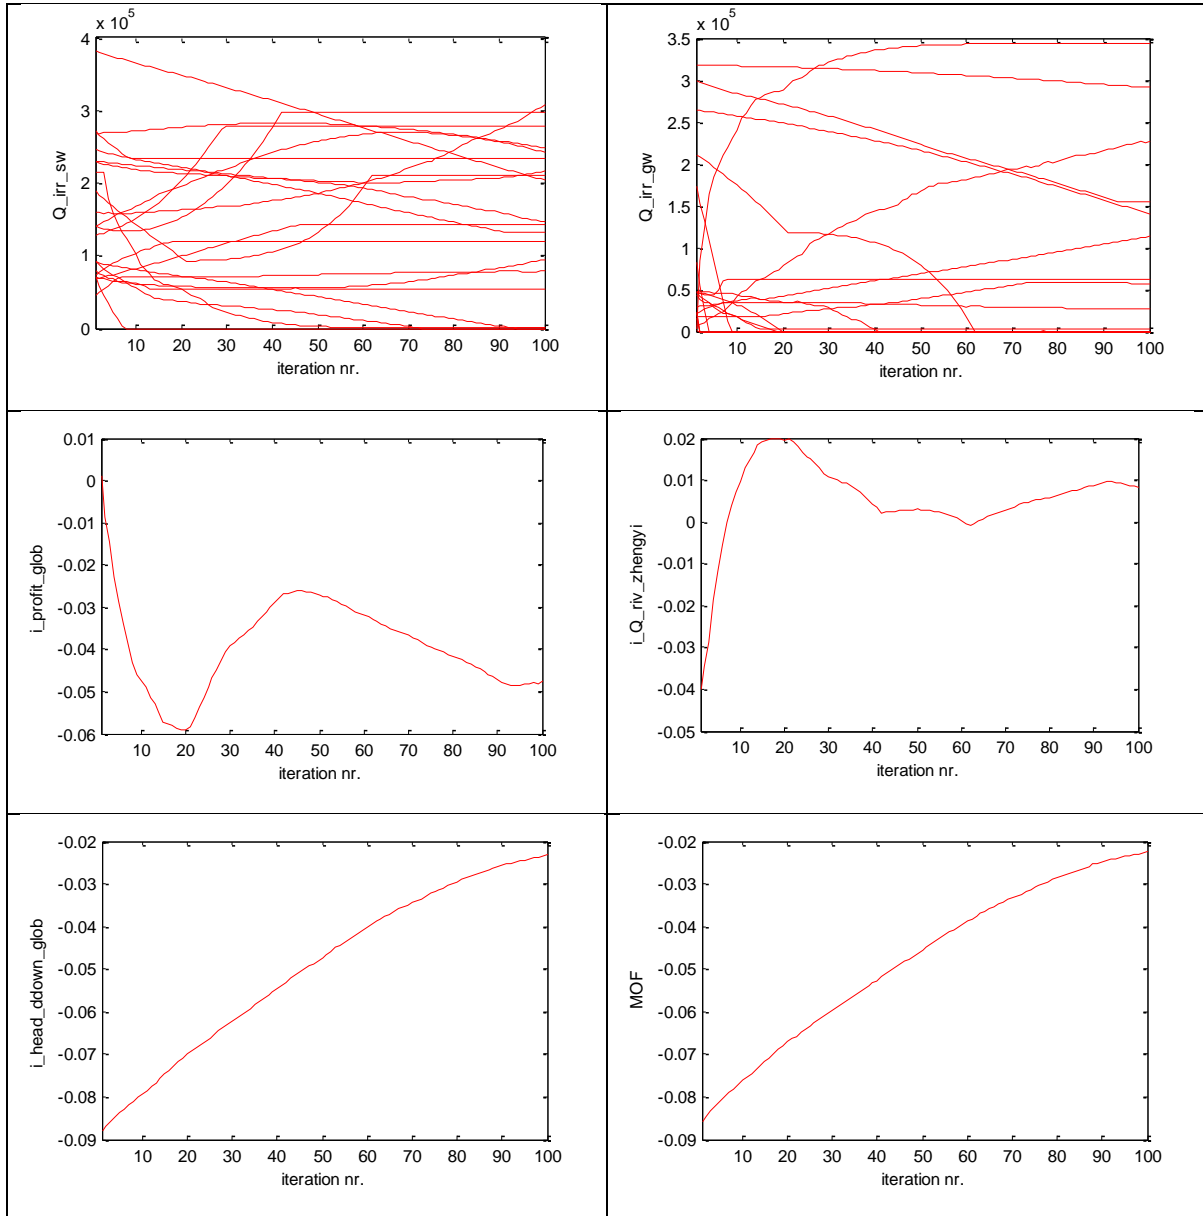 x 10^5
4
3
2
1
0
Q_irr_sw
10 20 30 40 50 60 70 80 90 100
iteration nr.
x 10^5
3.5
3
2.5
2
1.5
1
0.5
0
Q_irr_gw
10 20 30 40 50 60 70 80 90 100
iteration nr.
0.01
0
-0.01
-0.02
-0.03
-0.04
-0.05
-0.06
i_profit_glob
10 20 30 40 50 60 70 80 90 100
iteration nr.
0.02
0.01
0
-0.01
-0.02
-0.03
-0.04
-0.05
i_Q_riv_zhengyi
10 20 30 40 50 60 70 80 90 100
iteration nr.
-0.02
-0.03
-0.04
-0.05
-0.06
-0.07
-0.08
-0.09
i_head_ddown_glob
10 20 30 40 50 60 70 80 90 100
iteration nr.
-0.02
-0.03
-0.04
-0.05
-0.06
-0.07
-0.08
-0.09
MOF
10 20 30 40 50 60 70 80 90 100
iteration nr.